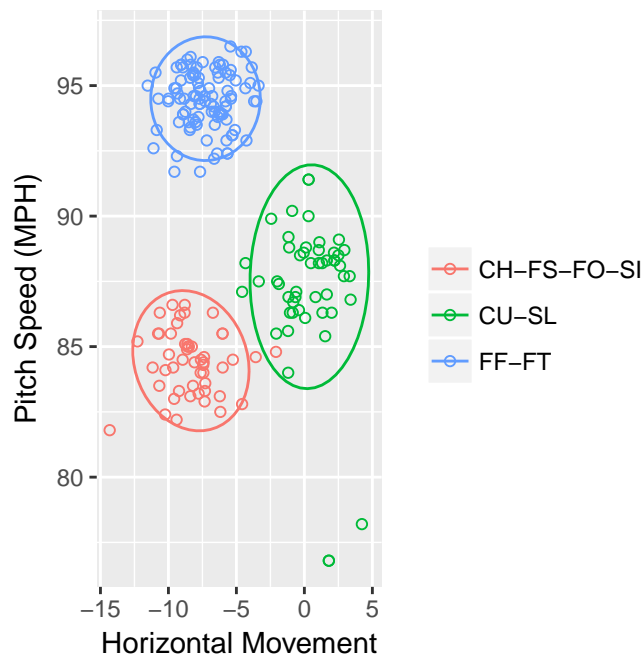 Pitch Speed (MPH)
95
90
85
80
−15
−10
−5
0
5
Horizontal Movement
CH−FS−FO−SI
CU−SL
FF−FT